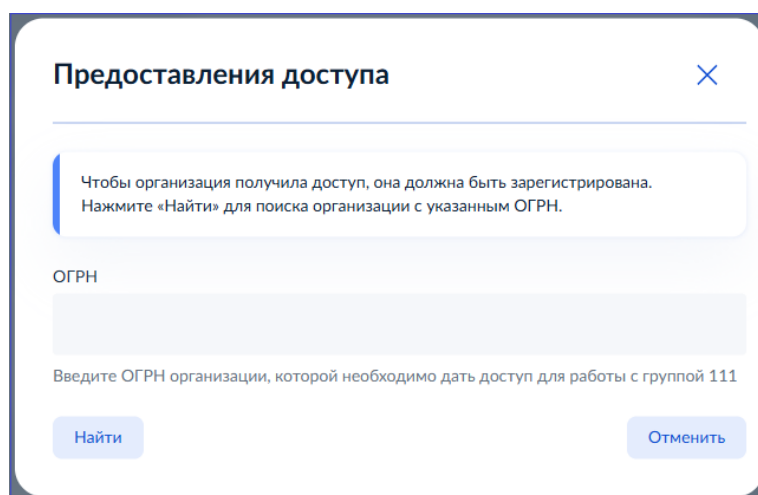 Предоставления доступа
Чтобы организация получила доступ, она должна быть зарегистрирована.
Нажмите «Найти» для поиска организации с указанным ОГРН.
ОГРН
Введите ОГРН организации, которой необходимо дать доступ для работы с группой 111
Найти
Отменить